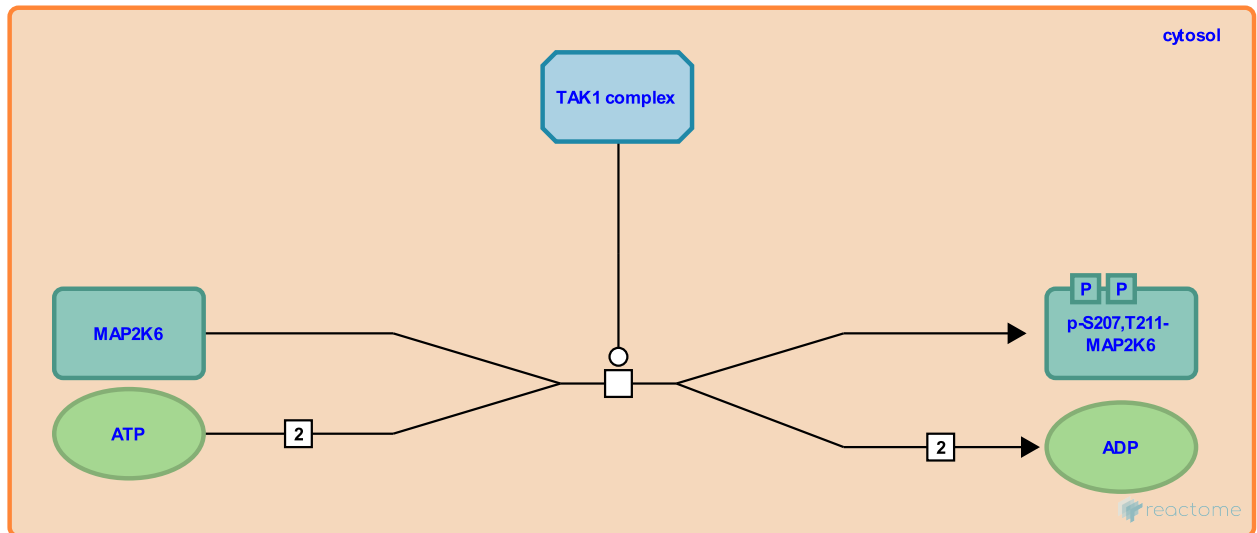 cytosol
TAK1 complex
MAP2K6
P P
p-S207,T211-
MAP2K6
ATP
2
2
ADP
reactome